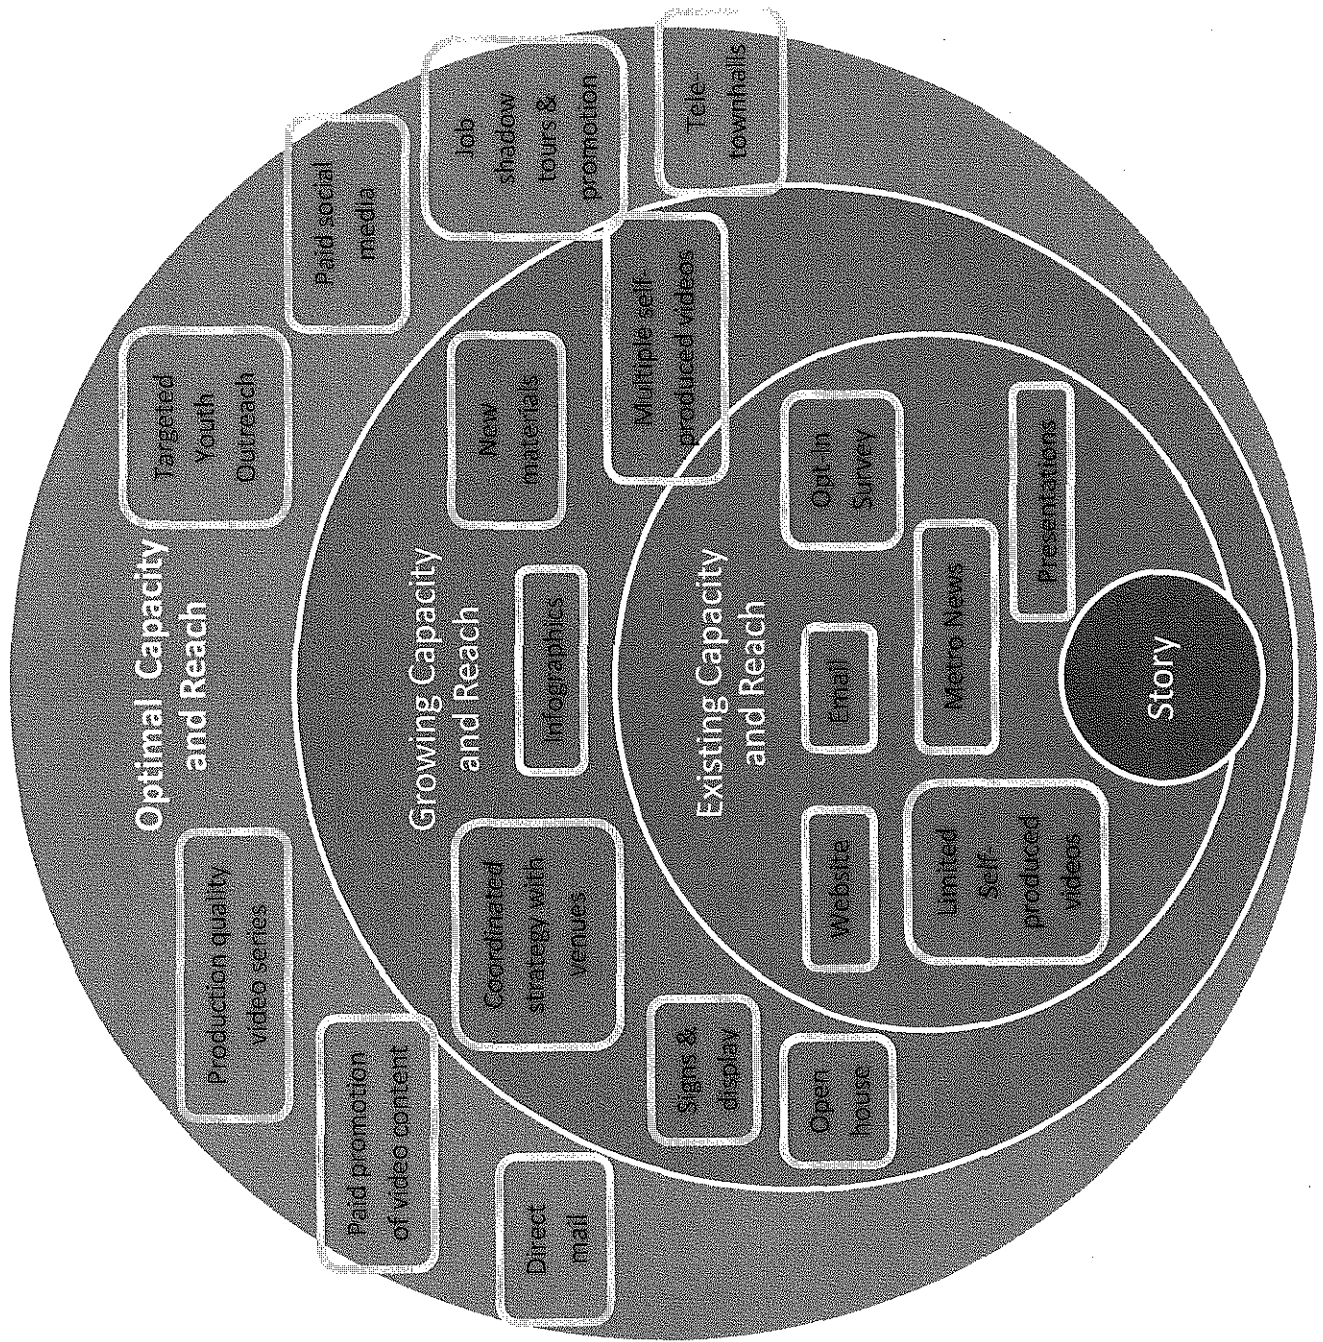 Optimal Capacity
and Reach
Direct
mail
Paid promotion
of video content
Production quality
video series
Targeted
Youth
Outreach
Paid social
media
Job
shadow
tours &
promotion
Tele-
townhalls
Growing Capacity
and Reach
Open
house
Signs &
display
Coordinated
strategy with
venues
Infographics
New
materials
Multiple self-
produced videos
Existing Capacity
and Reach
Website
Email
Opt-in
Survey
Limited
Self-
produced
videos
Metro News
Presentations
Story